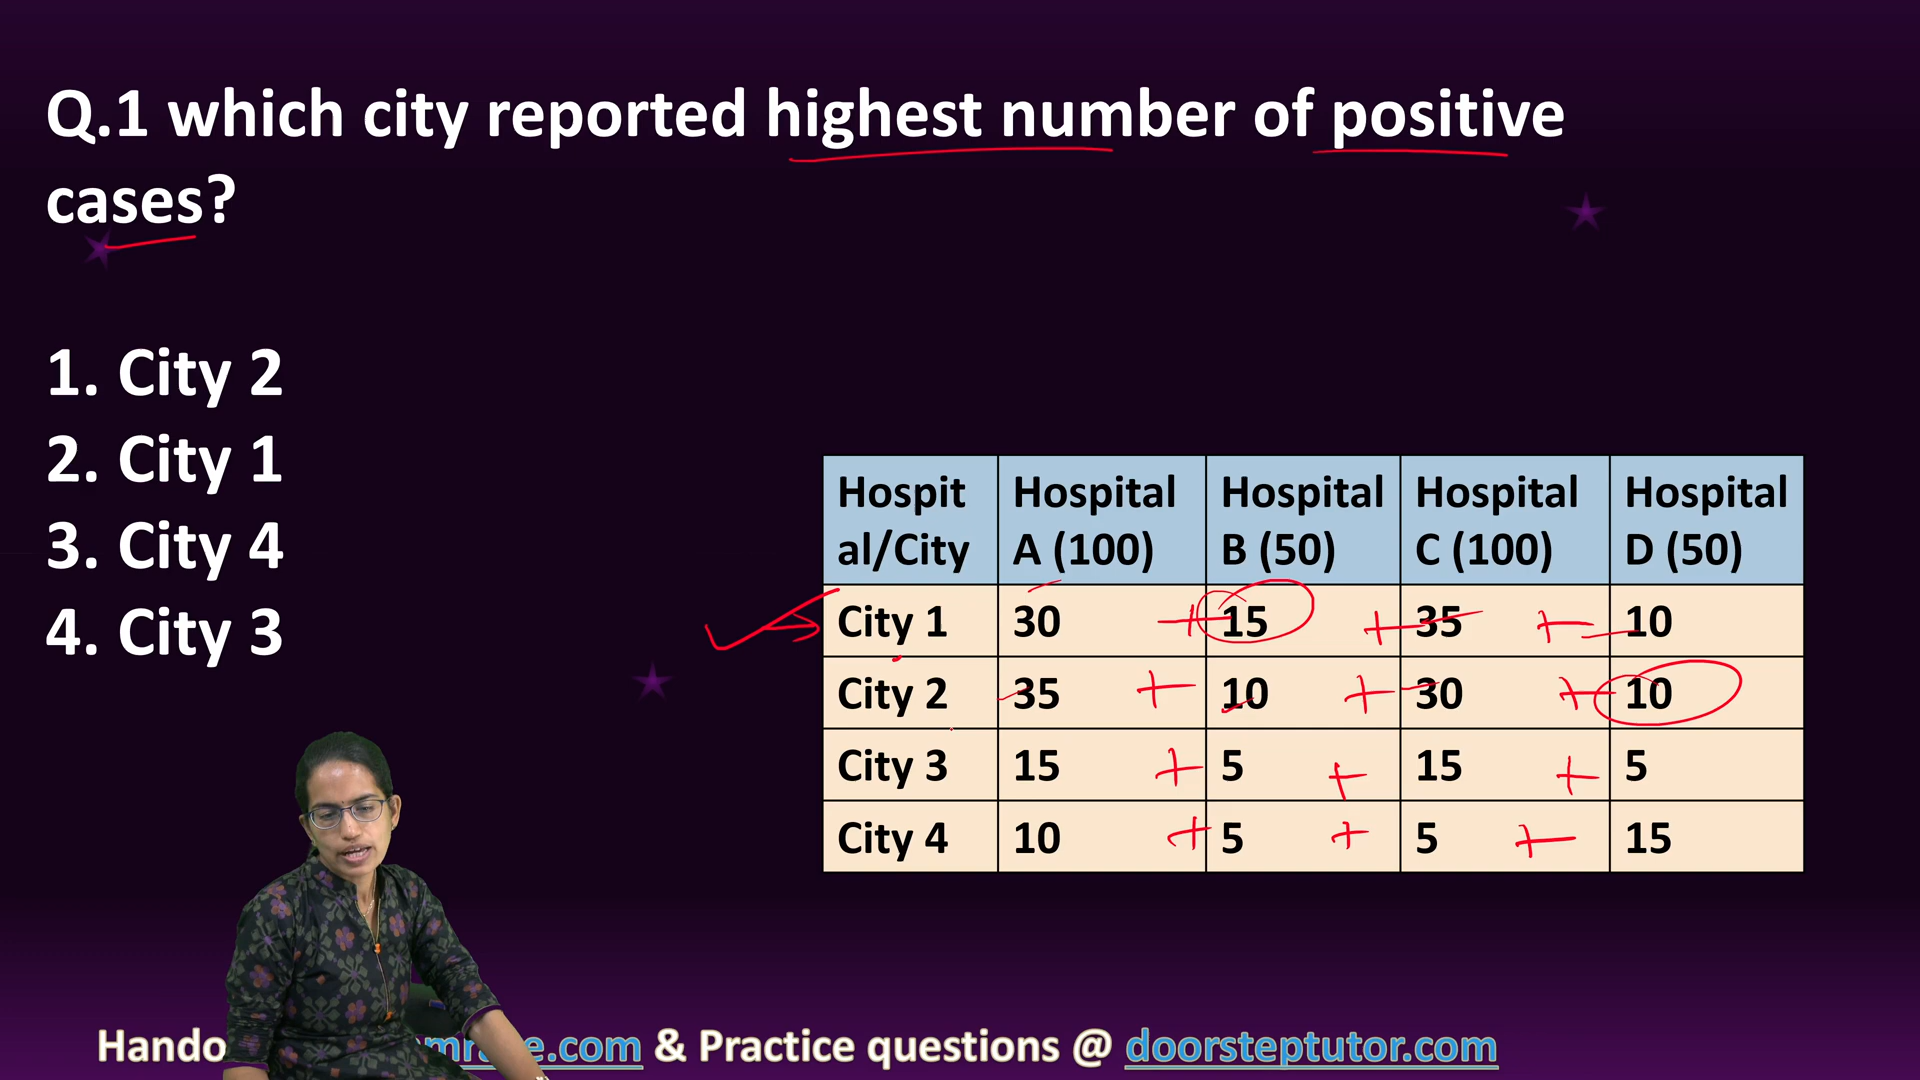 Q.1 which city reported highest number of positive
cases?
1. City 2
2. City 1
3. City 4
4. City 3
Hospit al/City Hospital A (100) Hospital B (50) Hospital C (100) Hospital D (50)
City 1 30 + 15 + 35 + 10
City 2 35 + 10 + 30 + 10
City 3 15 + 5 + 15 + 5
City 4 10 + 5 + 5 + 15
& Practice questions @ doorsteptutor.com